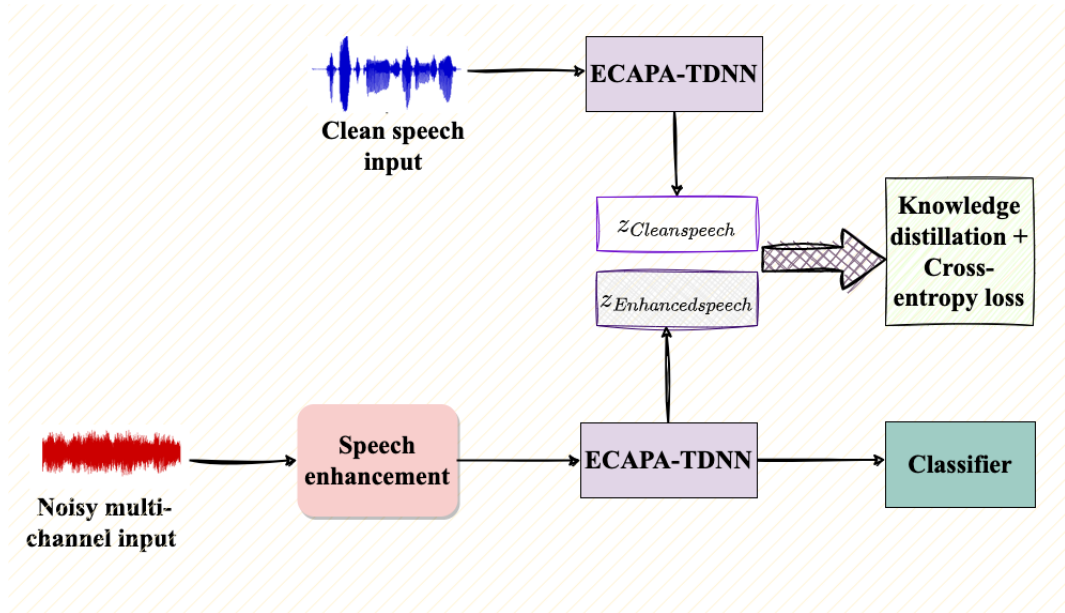 ECAPA-TDNN
Clean speech
input
z_{Cleanspeech}
z_{Enhancedspeech}
Knowledge
distillation +
Cross-
entropy loss
Noisy multi-
channel input
Speech
enhancement
ECAPA-TDNN
Classifier